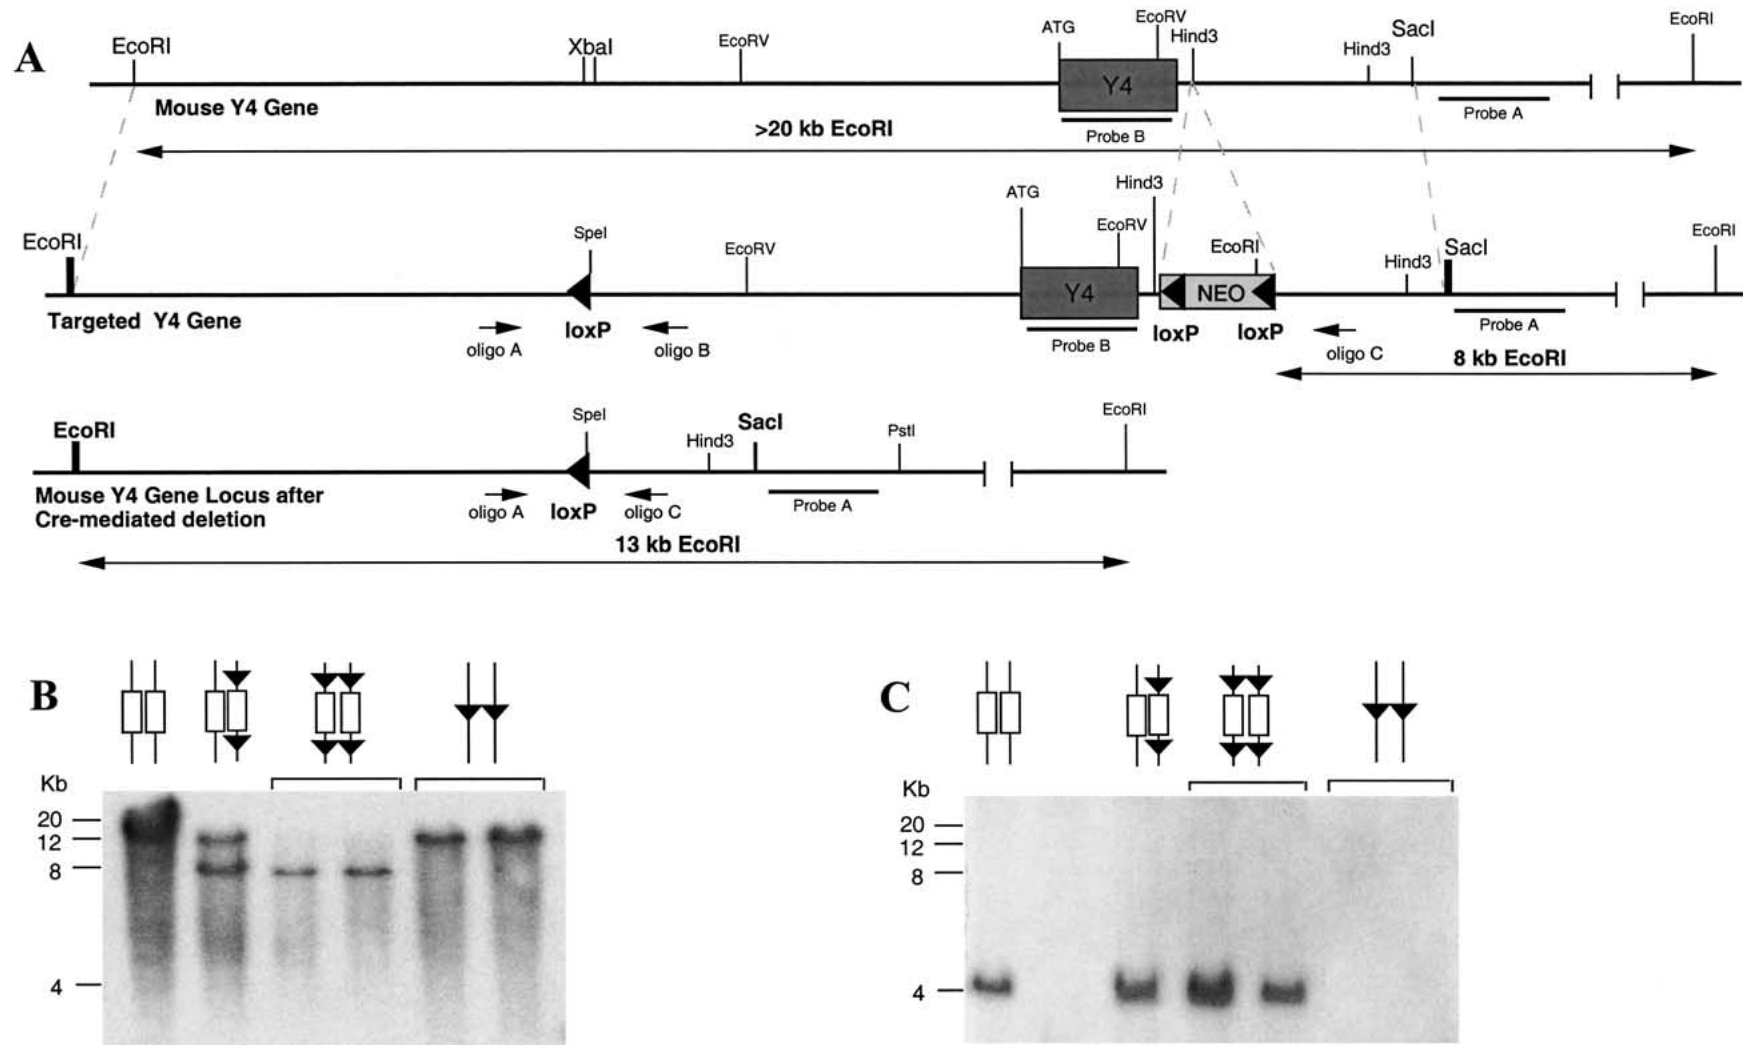 A
EcoRI
XbaI
EcoRV
ATG
EcoRV
Hind3
Hind3
SacI
EcoRI
Y4
Mouse Y4 Gene
Probe B
Probe A
>20 kb EcoRI
EcoRI
SpeI
EcoRV
ATG
EcoRV
Hind3
EcoRI
Hind3
SacI
EcoRI
Y4
NEO
Targeted Y4 Gene
oligo A
loxP
oligo B
Probe B
loxP
loxP
oligo C
Probe A
8 kb EcoRI
EcoRI
SpeI
Hind3
SacI
PstI
EcoRI
Mouse Y4 Gene Locus after
Cre-mediated deletion
oligo A
loxP
oligo C
Probe A
13 kb EcoRI
B
Kb
20
12
8
4
C
Kb
20
12
8
4